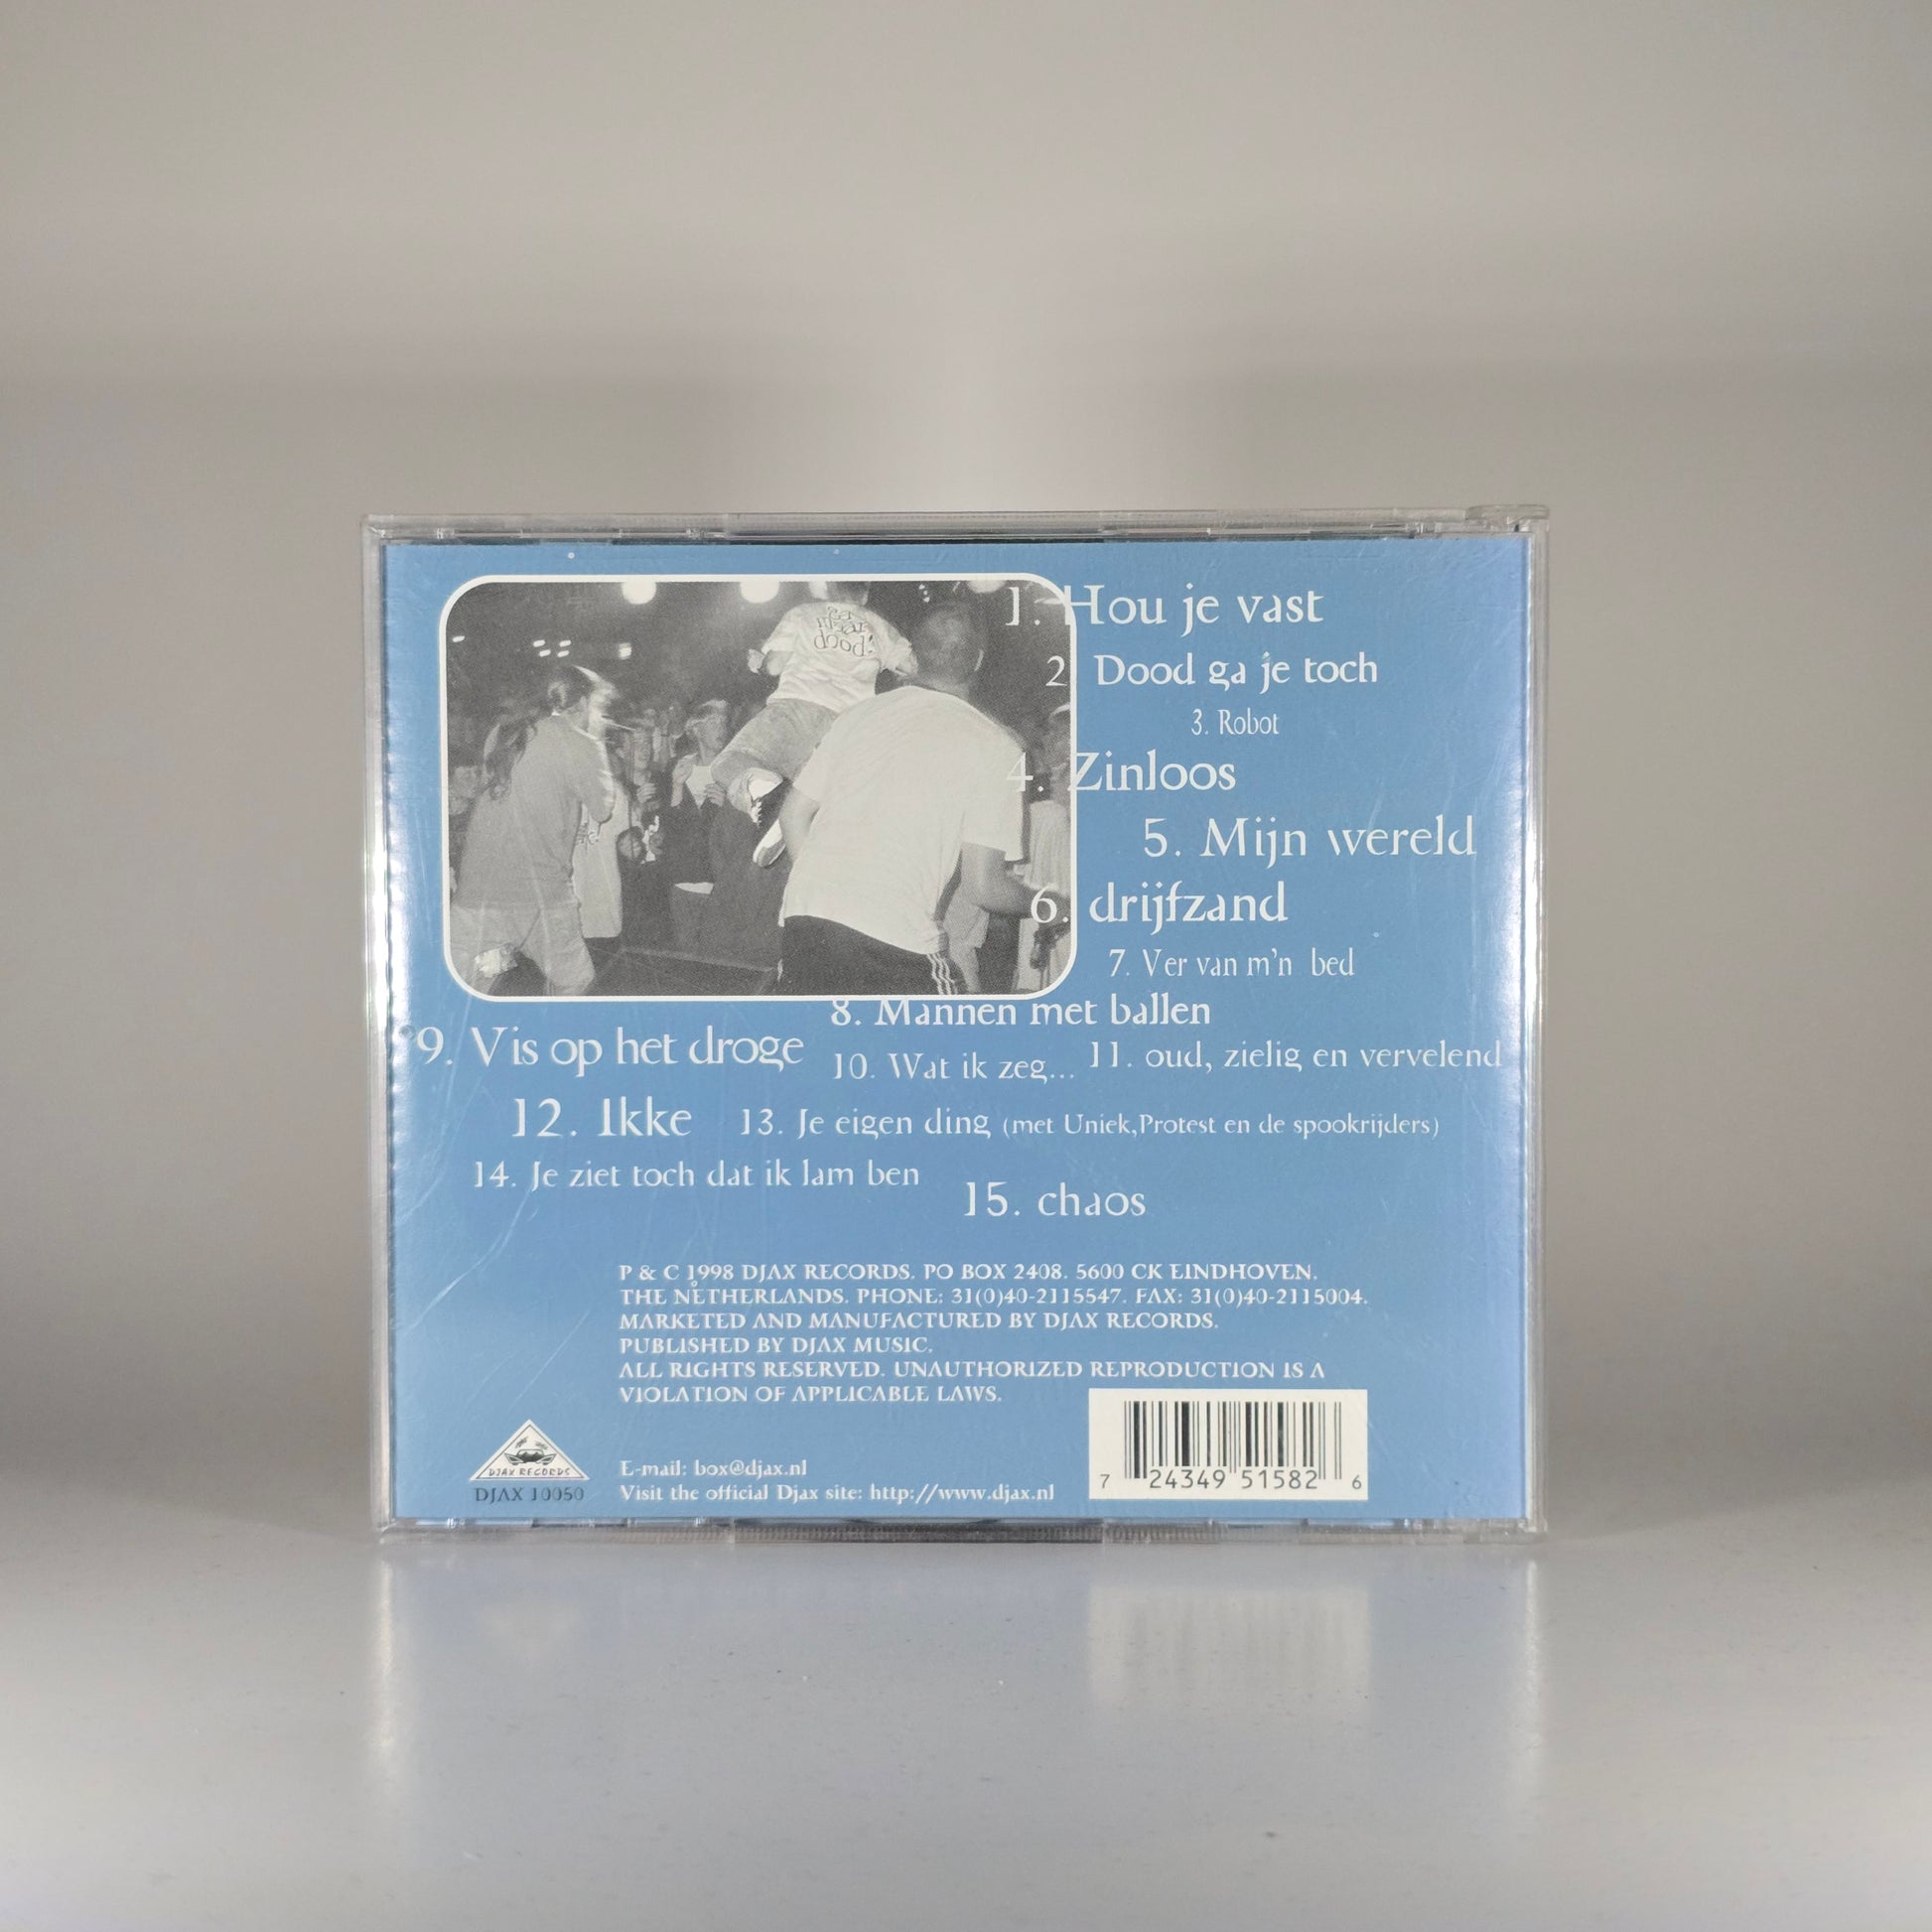 1. Hou je vast
2. Dood ga je toch
3. Robot
4. Zinloos
5. Mijn wereld
6. drijfzand
7. Ver van m'n bed
8. Mannen met ballen
9. Vis op het droge
10. Wat ik zeg...
11. oud, zielig en vervelend
12. Ikke
13. Je eigen ding (met Uniek,Protest en de spookrijders)
14. Je ziet toch dat ik lam ben
15. chaos
P & C 1998 DJAX RECORDS. PO BOX 2408. 5600 CK EINDHOVEN.
THE NETHERLANDS. PHONE: 31(0)40-2115547. FAX: 31(0)40-2115004.
MARKETED AND MANUFACTURED BY DJAX RECORDS.
PUBLISHED BY DJAX MUSIC.
ALL RIGHTS RESERVED. UNAUTHORIZED REPRODUCTION IS A
VIOLATION OF APPLICABLE LAWS.
DJAX RECORDS
DJAX 10050
E-mail: box@djax.nl
Visit the official Djax site: http://www.djax.nl
7 24349 51582 6